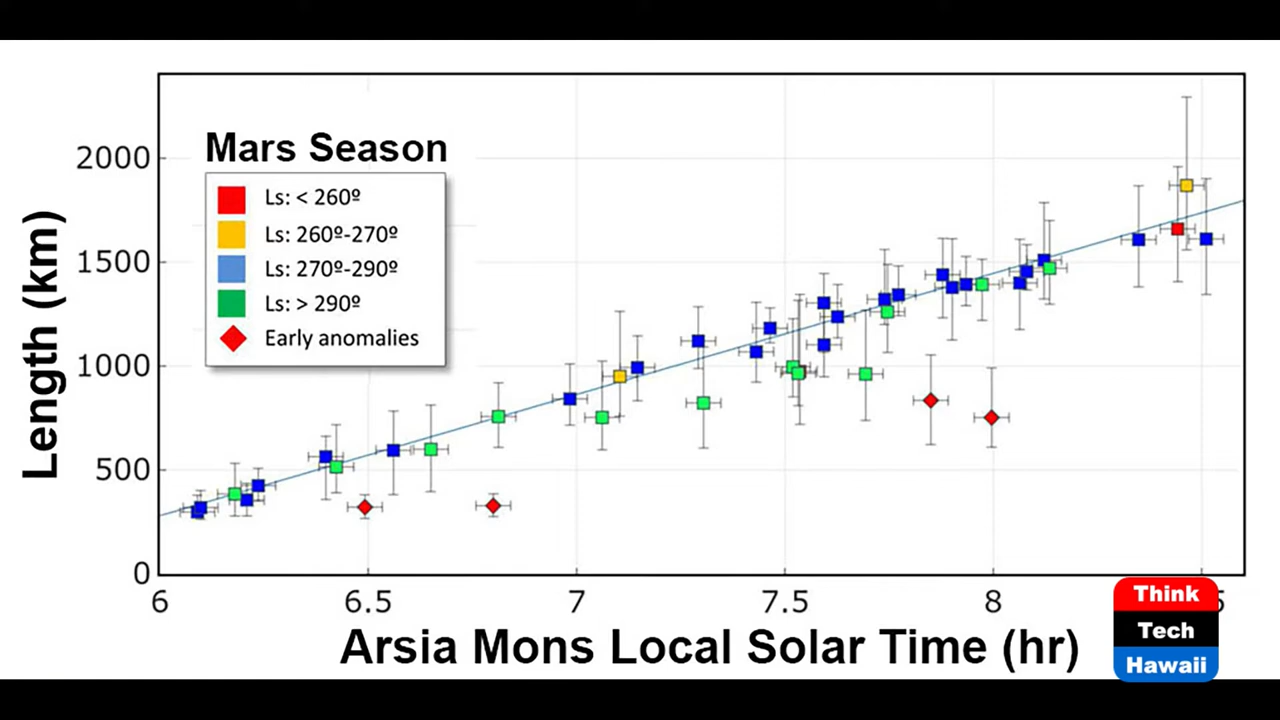 Mars Season
Ls: < 260º
Ls: 260º-270º
Ls: 270º-290º
Ls: > 290º
Early anomalies
Length (km)
2000
1500
1000
500
0
6 6.5 7 7.5 8 5
Arsia Mons Local Solar Time (hr)
Think
Tech
Hawaii